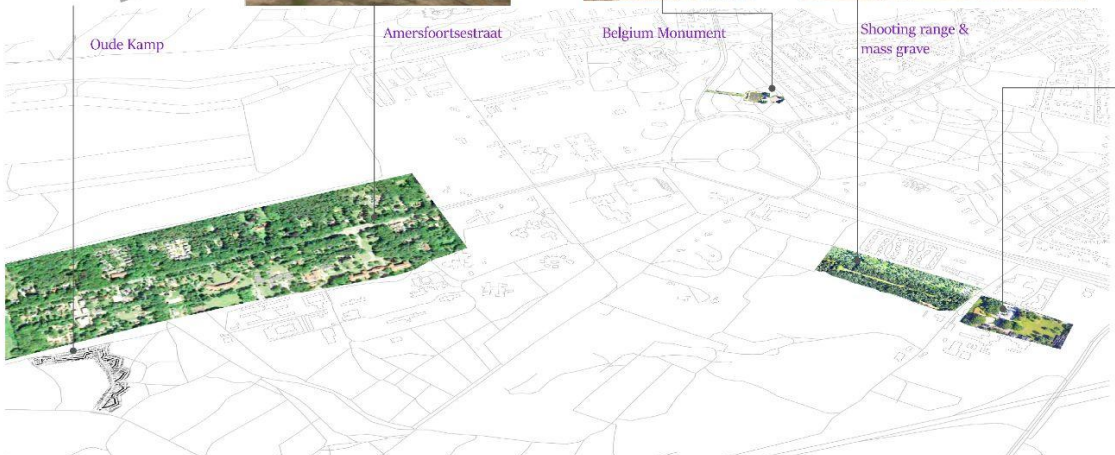 Oude Kamp
Amersfoortsestraat
Belgium Monument
Shooting range &
mass grave